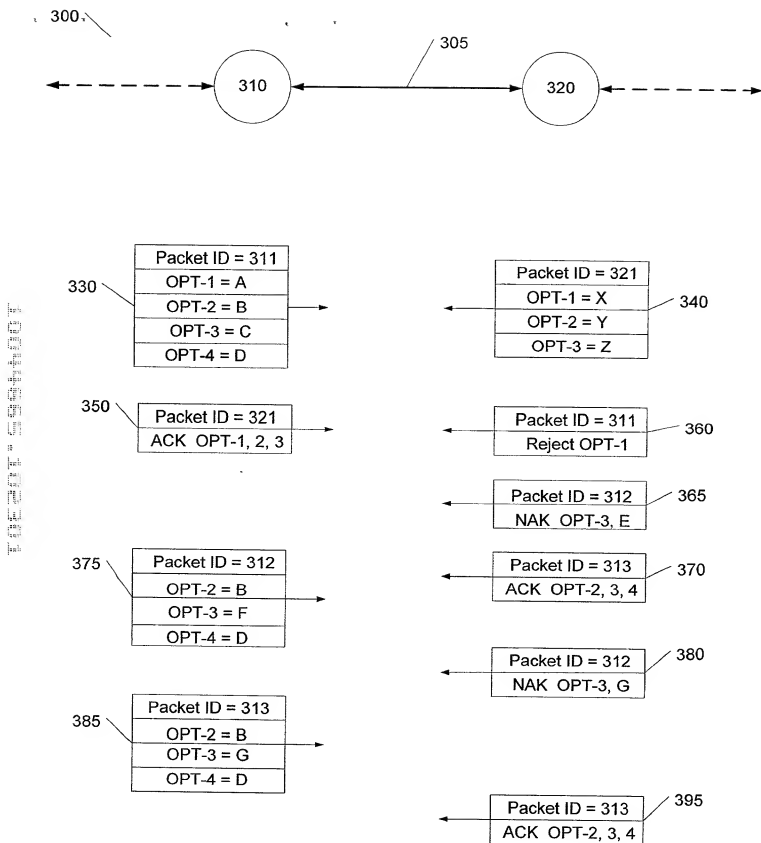 300
305
310
320
Packet ID = 311
OPT-1 = A
330
OPT-2 = B
OPT-3 = C
OPT-4 = D
Packet ID = 321
OPT-1 = X
340
OPT-2 = Y
OPT-3 = Z
350
Packet ID = 321
ACK OPT-1, 2, 3
Packet ID = 311
360
Reject OPT-1
Packet ID = 312
365
NAK OPT-3, E
375
Packet ID = 312
OPT-2 = B
OPT-3 = F
OPT-4 = D
Packet ID = 313
370
ACK OPT-2, 3, 4
Packet ID = 312
380
NAK OPT-3, G
385
Packet ID = 313
OPT-2 = B
OPT-3 = G
OPT-4 = D
Packet ID = 313
395
ACK OPT-2, 3, 4